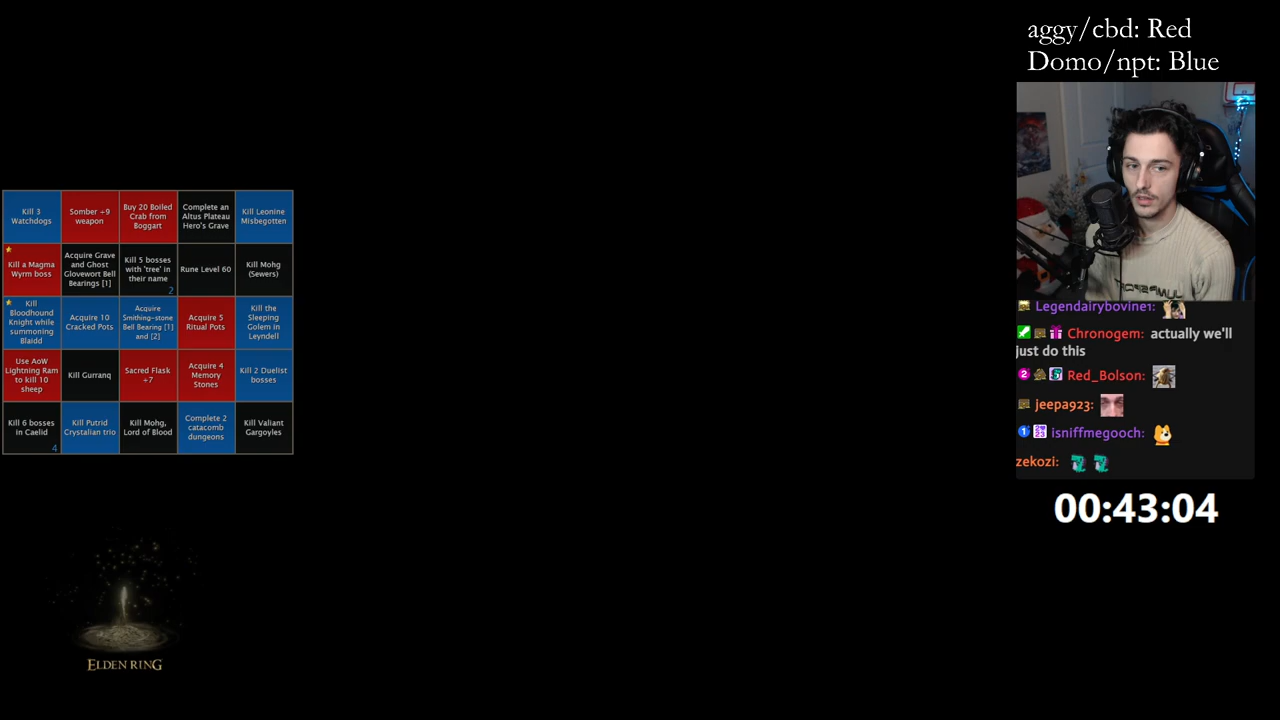 aggy/cbd: Red
Domo/npt: Blue
Kill 3
Watchdogs
Somber +9
weapon
Buy 20 Boiled
Crab from
Boggart
Complete an
Altus Plateau
Hero's Grave
Kill Leonine
Misbegotten
Kill a Magma
Wyrm boss
Acquire Grave
and Ghost
Glovewort Bell
Bearings [1]
Kill 5 bosses
with 'tree' in
their name
2
Rune Level 60
Kill Mohg
(Sewers)
Kill
Bloodhound
Knight while
summoning
Blaidd
Acquire 10
Cracked Pots
Acquire
Smithing-stone
Bell Bearing [1]
and [2]
Acquire 5
Ritual Pots
Kill the
Sleeping
Golem in
Leyndell
Use AoW
Lightning Ram
to kill 10
sheep
Kill Gurranq
Sacred Flask
+7
Acquire 4
Memory
Stones
Kill 2 Duelist
bosses
Kill 6 bosses
in Caelid
4
Kill Putrid
Crystalian trio
Kill Mohg,
Lord of Blood
Complete 2
catacomb
dungeons
Kill Valiant
Gargoyles
Legendairybovine1:
Chronogem: actually we'll
just do this
2 Red_Bolson:
jeepa923:
1 isniffmegooch:
zekozi:
00:43:04
ELDEN RING